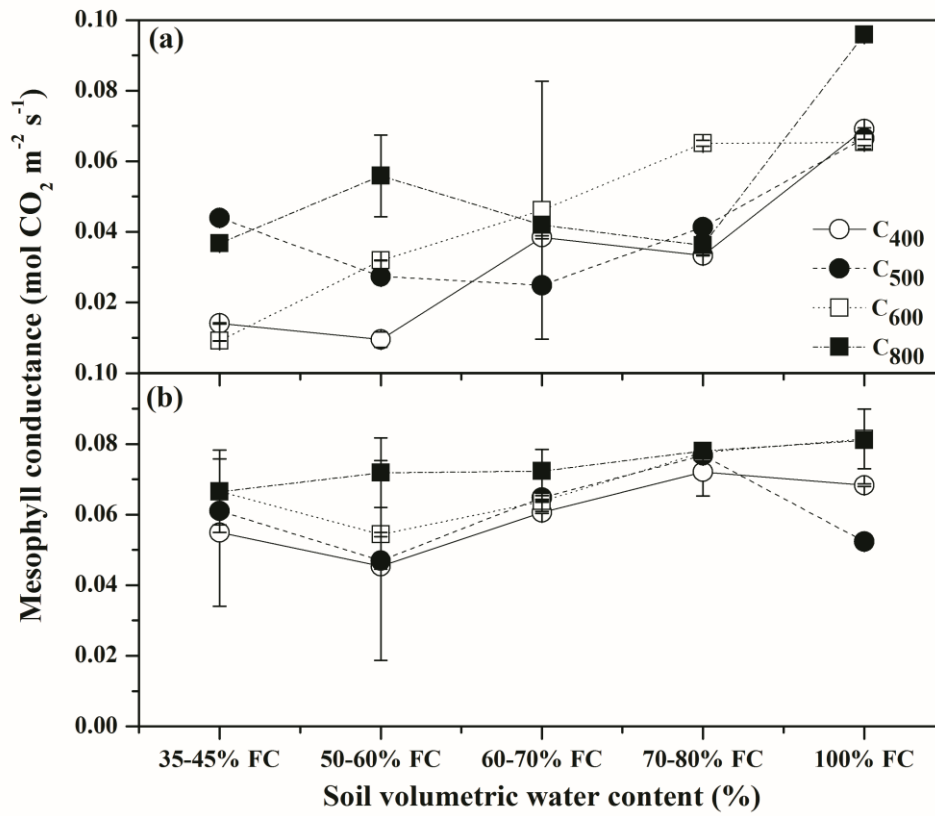 Mesophyll conductance (mol CO₂ m⁻² s⁻¹)
(a)
0.10
0.08
0.06
0.04
0.02
0.10
C₄₀₀
C₅₀₀
C₆₀₀
C₈₀₀
(b)
0.08
0.06
0.04
0.02
0.00
35-45% FC 50-60% FC 60-70% FC 70-80% FC 100% FC
Soil volumetric water content (%)